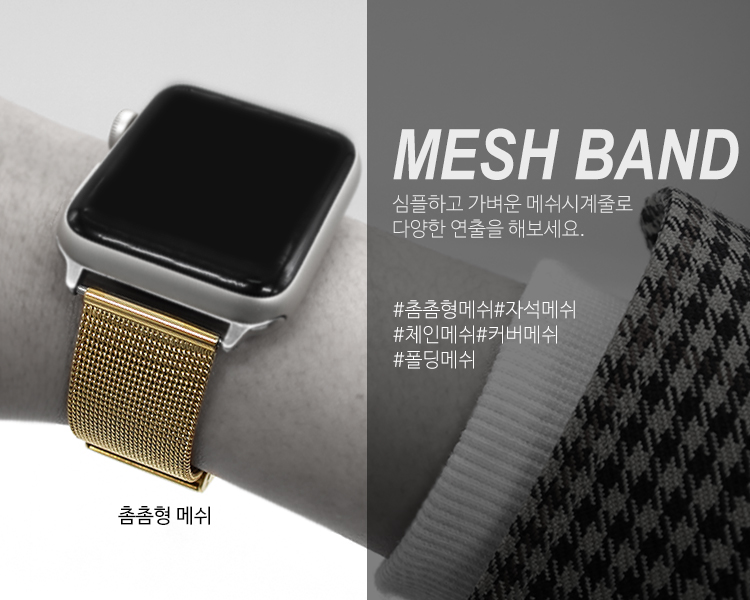 MESH BAND
심플하고 가벼운 메쉬시계줄로
다양한 연출을 해보세요.
#촘촘형메쉬#자석메쉬
#체인메쉬#커버메쉬
#폴딩메쉬
촘촘형 메쉬